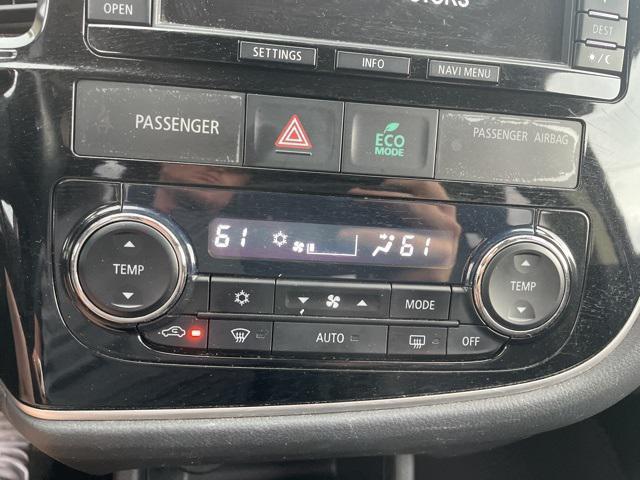 OPEN
DEST
SETTINGS
INFO
NAVI MENU
PASSENGER
ECO
MODE
PASSENGER AIRBAG
61
61
TEMP
TEMP
MODE
AUTO
OFF